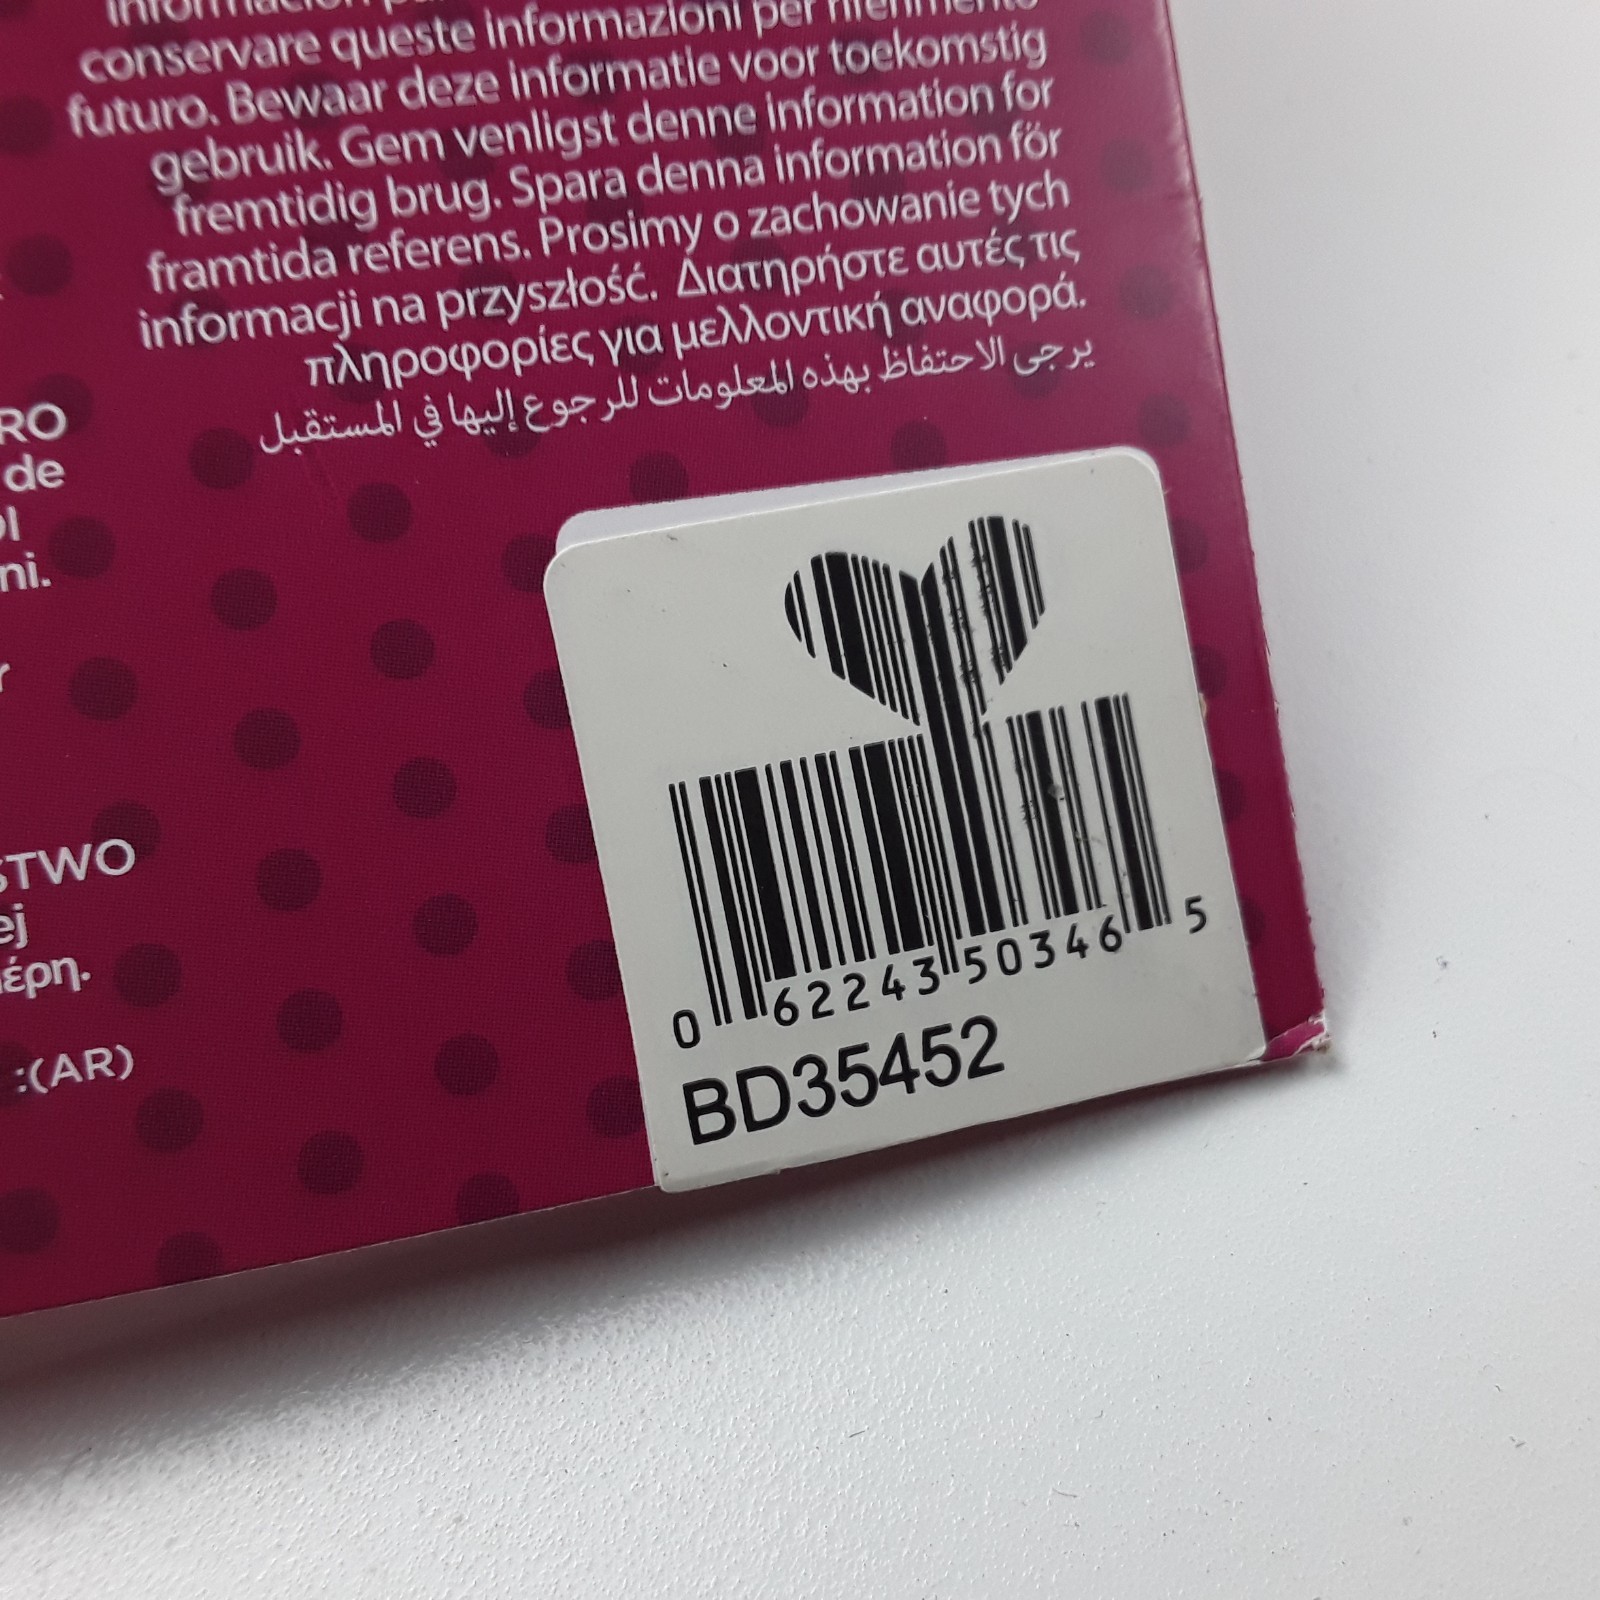 conservare queste informazioni per riferimento
futuro. Bewaar deze informatie voor toekomstig
gebruik. Gem venligst denne information for
fremtidig brug. Spara denna information för
framtida referens. Prosimy o zachowanie tych
informacji na przyszłość. Διατηρήστε αυτές τις
πληροφορίες για μελλοντική αναφορά.
يرجى الاحتفاظ بهذه المعلومات للرجوع إليها في المستقبل
RO
de
ni.
STWO
ej
έρη.
:(AR)
0 62243 50346 5
BD35452